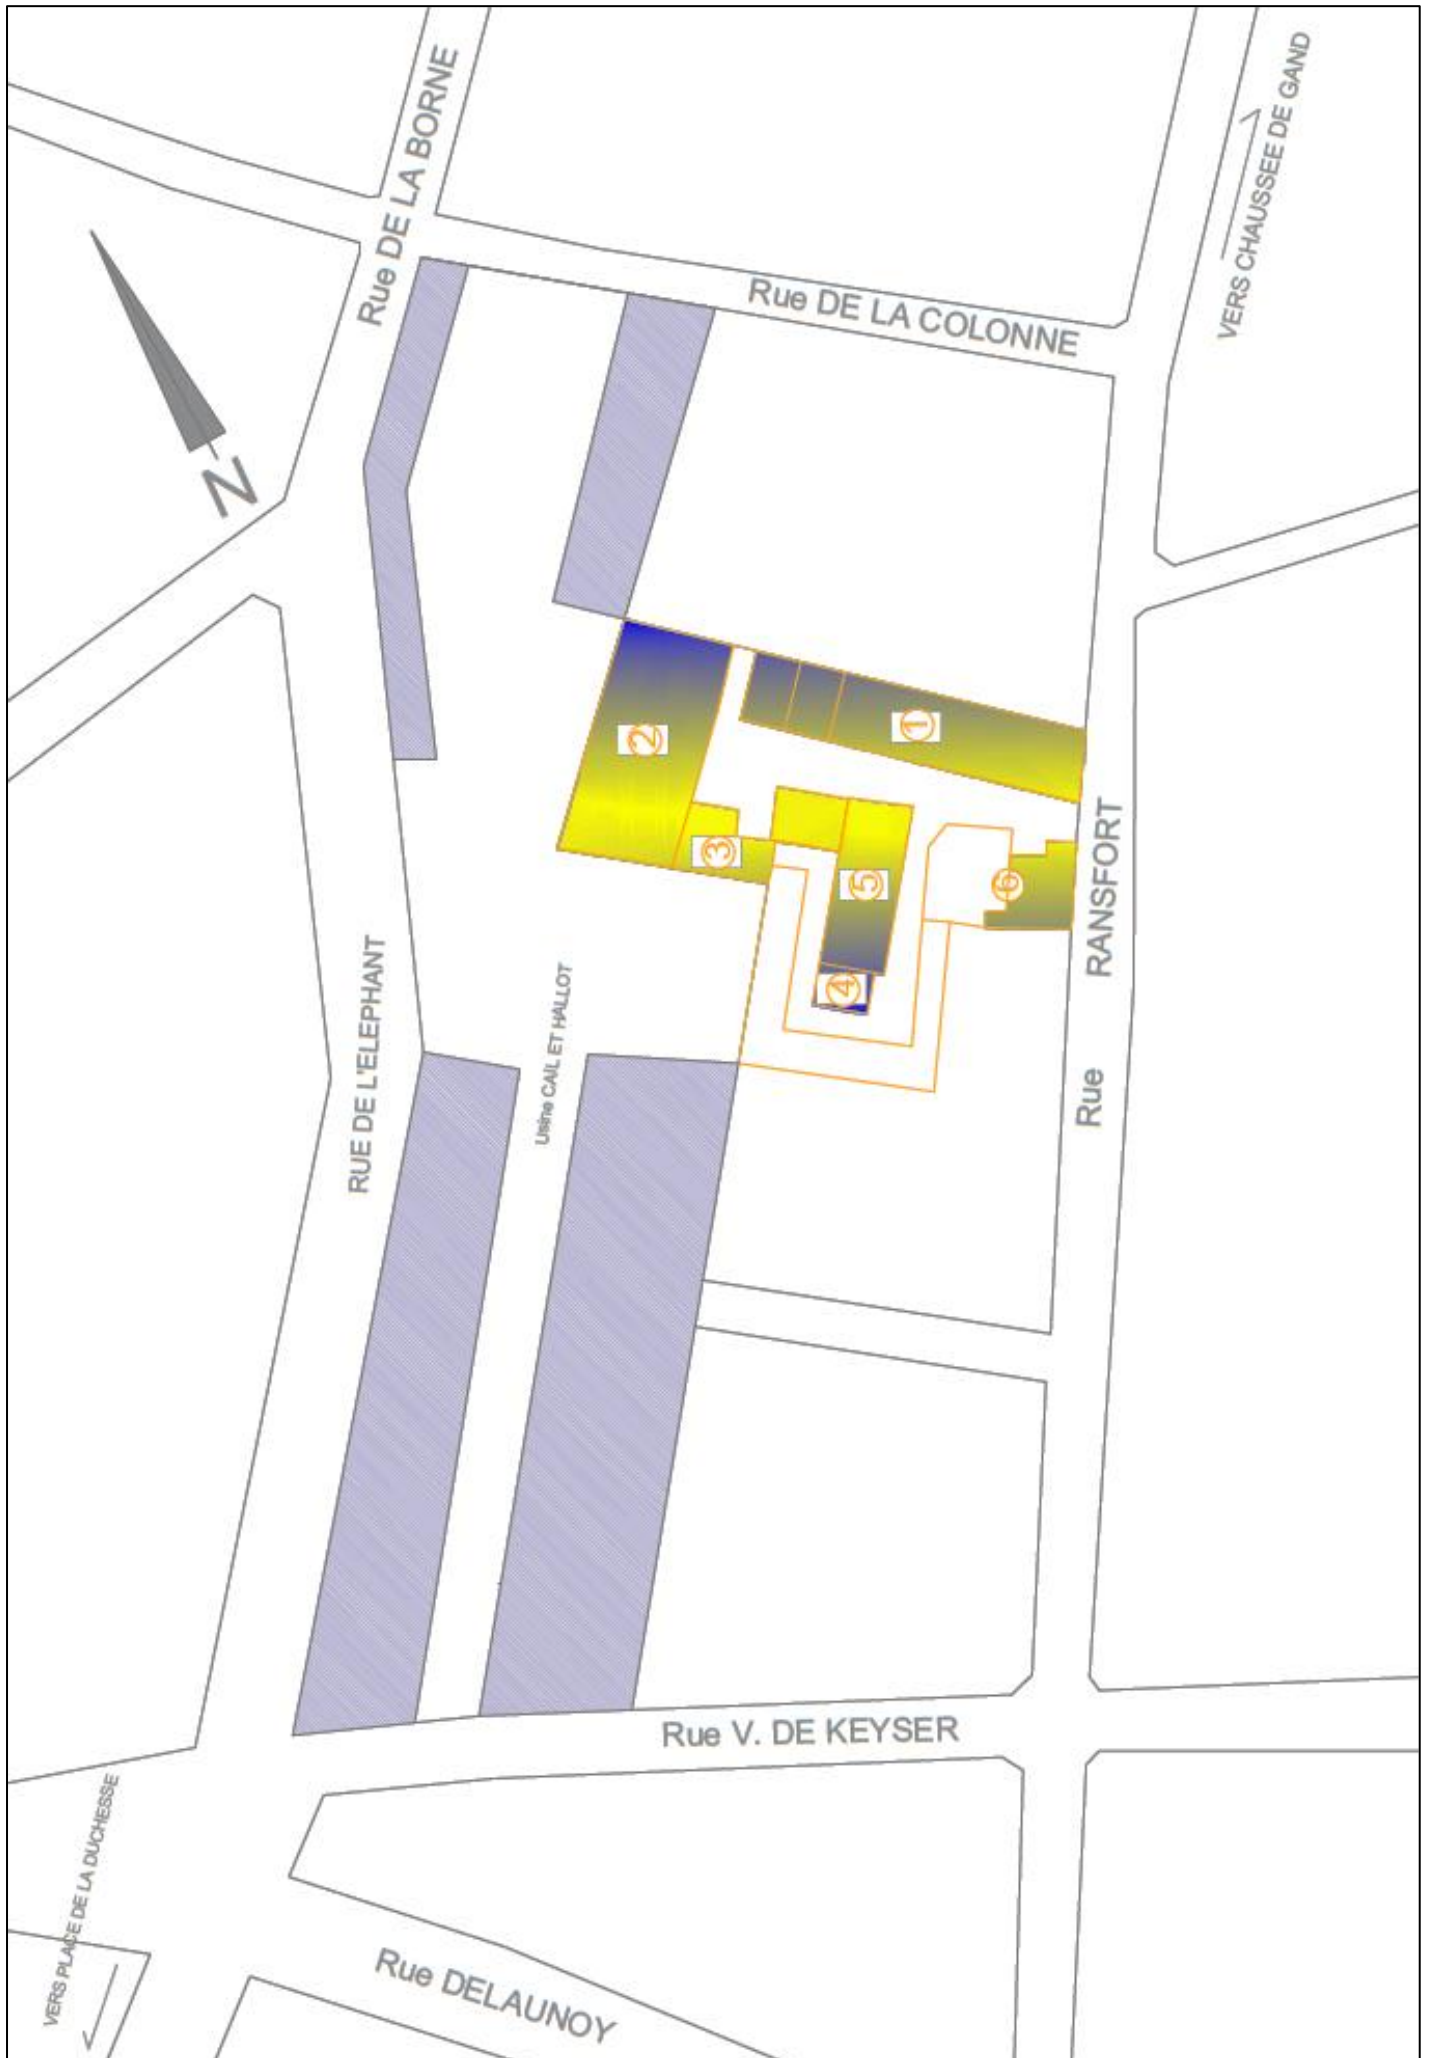 Rue DE LA BORNE
VERS CHAUSSEE DE GAND
Rue DE LA COLONNE
N
1
2
3
5
6
4
Rue RANSFORT
RUE DE L'ELEPHANT
Usine CAIL ET HALLOT
Rue V. DE KEYSER
VERS PLACE DE LA DUCHESSE
Rue DELAUNOY